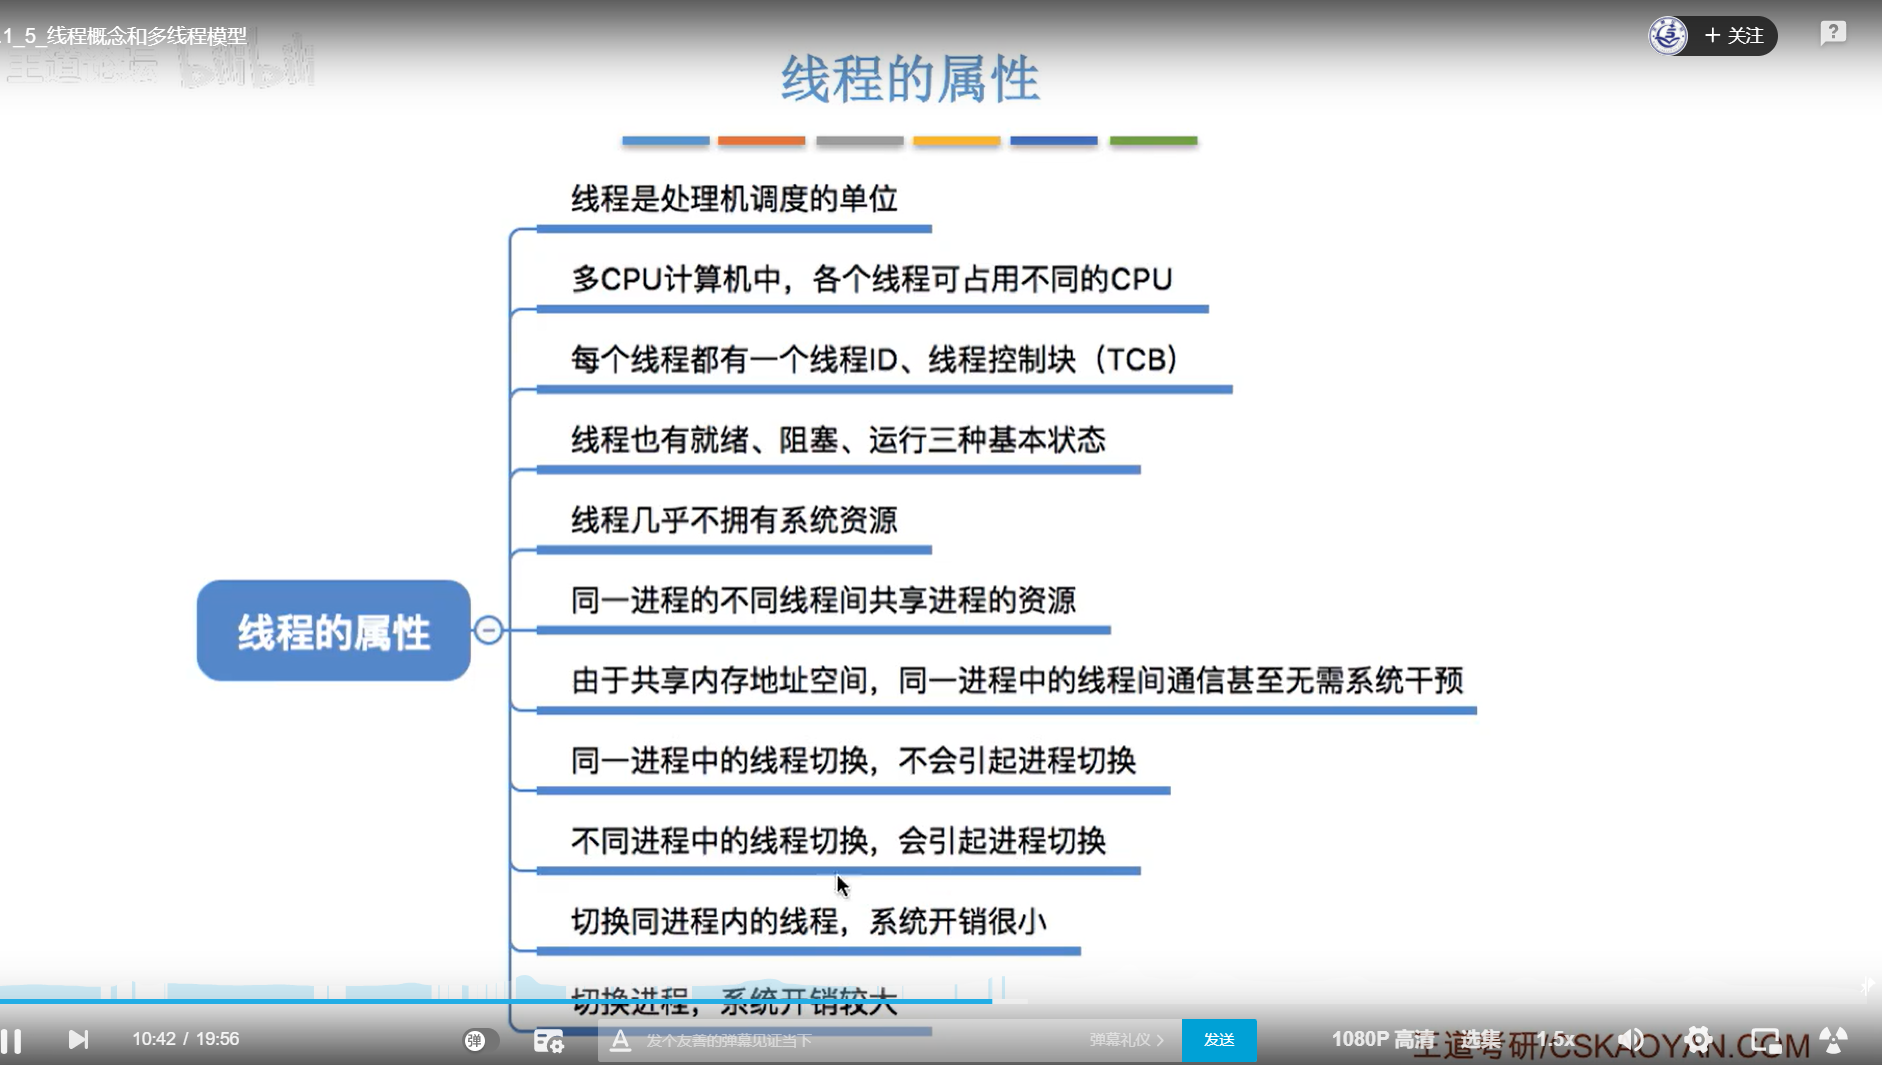 .1_5_线程概念和多线程模型
+ 关注
王道论坛 bilibili
线程的属性
线程是处理机调度的单位
多CPU计算机中，各个线程可占用不同的CPU
每个线程都有一个线程ID、线程控制块（TCB）
线程也有就绪、阻塞、运行三种基本状态
线程几乎不拥有系统资源
同一进程的不同线程间共享进程的资源
线程的属性
由于共享内存地址空间，同一进程中的线程间通信甚至无需系统干预
同一进程中的线程切换，不会引起进程切换
不同进程中的线程切换，会引起进程切换
切换同进程内的线程，系统开销很小
切换进程，系统开销较大
10:42 / 19:56
弹
A 发个友善的弹幕见证当下
弹幕礼仪 >
发送
1080P 高清
选集
1.5x
王道考研/CSKAOYAN.COM